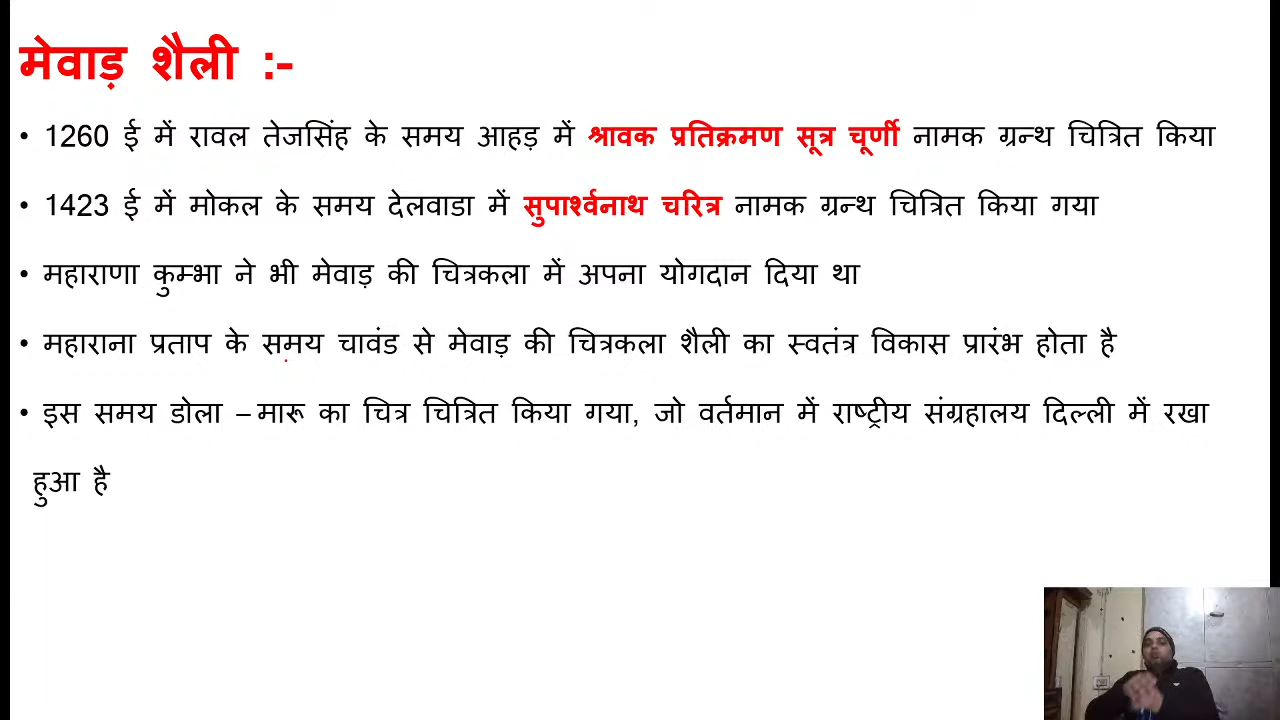 मेवाड़ शैली :-
• 1260 ई में रावल तेजसिंह के समय आहड़ में श्रावक प्रतिक्रमण सूत्र चूर्णी नामक ग्रन्थ चित्रित किया
• 1423 ई में मोकल के समय देलवाडा में सुपार्श्वनाथ चरित्र नामक ग्रन्थ चित्रित किया गया
• महाराणा कुम्भा ने भी मेवाड़ की चित्रकला में अपना योगदान दिया था
• महाराना प्रताप के समय चावंड से मेवाड़ की चित्रकला शैली का स्वतंत्र विकास प्रारंभ होता है
• इस समय डोला – मारू का चित्र चित्रित किया गया, जो वर्तमान में राष्ट्रीय संग्रहालय दिल्ली में रखा
हुआ है